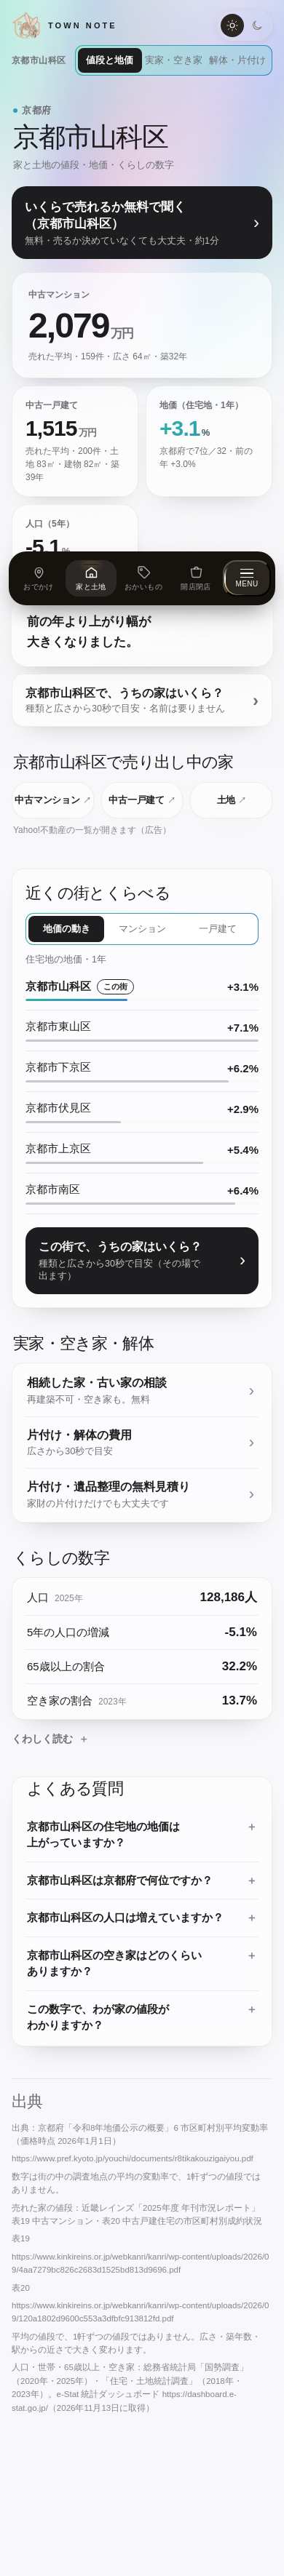 TOWN NOTE
京都市山科区
値段と地価
実家・空き家
解体・片付け
京都府
京都市山科区
家と土地の値段・地価・くらしの数字
いくらで売れるか無料で聞く
（京都市山科区）
無料・売るか決めていなくても大丈夫・約1分
中古マンション
2,079万円
売れた平均・159件・広さ 64㎡・築32年
中古一戸建て
1,515万円
売れた平均・200件・土
地 83㎡・建物 82㎡・築
39年
地価（住宅地・1年）
+3.1%
京都府で7位／32・前の
年 +3.0%
人口（5年）
-5.1%
おでかけ
家と土地
おかいもの
開店閉店
MENU
前の年より上がり幅が
大きくなりました。
京都市山科区で、うちの家はいくら？
種類と広さから30秒で目安・名前は要りません
京都市山科区で売り出し中の家
中古マンション ↗
中古一戸建て ↗
土地 ↗
Yahoo!不動産の一覧が開きます（広告）
近くの街とくらべる
地価の動き
マンション
一戸建て
住宅地の地価・1年
京都市山科区 この街 +3.1%
京都市東山区 +7.1%
京都市下京区 +6.2%
京都市伏見区 +2.9%
京都市上京区 +5.4%
京都市南区 +6.4%
この街で、うちの家はいくら？
種類と広さから30秒で目安（その場で
出ます）
実家・空き家・解体
相続した家・古い家の相談
再建築不可・空き家も。無料
片付け・解体の費用
広さから30秒で目安
片付け・遺品整理の無料見積り
家財の片付けだけでも大丈夫です
くらしの数字
人口 2025年 128,186人
5年の人口の増減 -5.1%
65歳以上の割合 32.2%
空き家の割合 2023年 13.7%
くわしく読む ＋
よくある質問
京都市山科区の住宅地の地価は
上がっていますか？
京都市山科区は京都府で何位ですか？
京都市山科区の人口は増えていますか？
京都市山科区の空き家はどのくらい
ありますか？
この数字で、わが家の値段が
わかりますか？
出典
出典：京都府「令和8年地価公示の概要」6 市区町村別平均変動率
（価格時点 2026年1月1日）
https://www.pref.kyoto.jp/youchi/documents/r8tikakouzigaiyou.pdf
数字は街の中の調査地点の平均の変動率で、1軒ずつの値段では
ありません。
売れた家の値段：近畿レインズ「2025年度 年刊市況レポート」
表19 中古マンション・表20 中古戸建住宅の市区町村別成約状況
表19
https://www.kinkireins.or.jp/webkanri/kanri/wp-content/uploads/2026/0
9/4aa7279bc826c2683d1525bd813d9696.pdf
表20
https://www.kinkireins.or.jp/webkanri/kanri/wp-content/uploads/2026/0
9/120a1802d9600c553a3dfbfc913812fd.pdf
平均の値段で、1軒ずつの値段ではありません。広さ・築年数・
駅からの近さで大きく変わります。
人口・世帯・65歳以上・空き家：総務省統計局「国勢調査」
（2020年・2025年）・「住宅・土地統計調査」（2018年・
2023年）。e-Stat 統計ダッシュボード https://dashboard.e-
stat.go.jp/（2026年11月13日に取得）